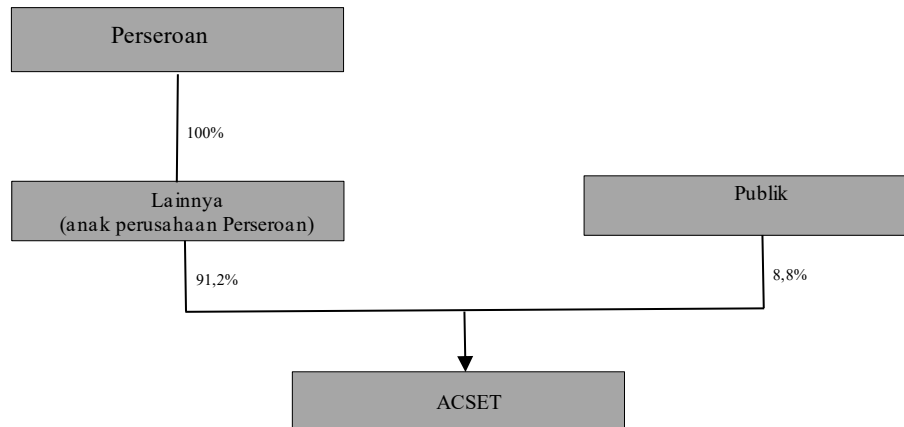 Perseroan
100%
Lainnya
(anak perusahaan Perseroan)
Publik
91,2%
8,8%
ACSET